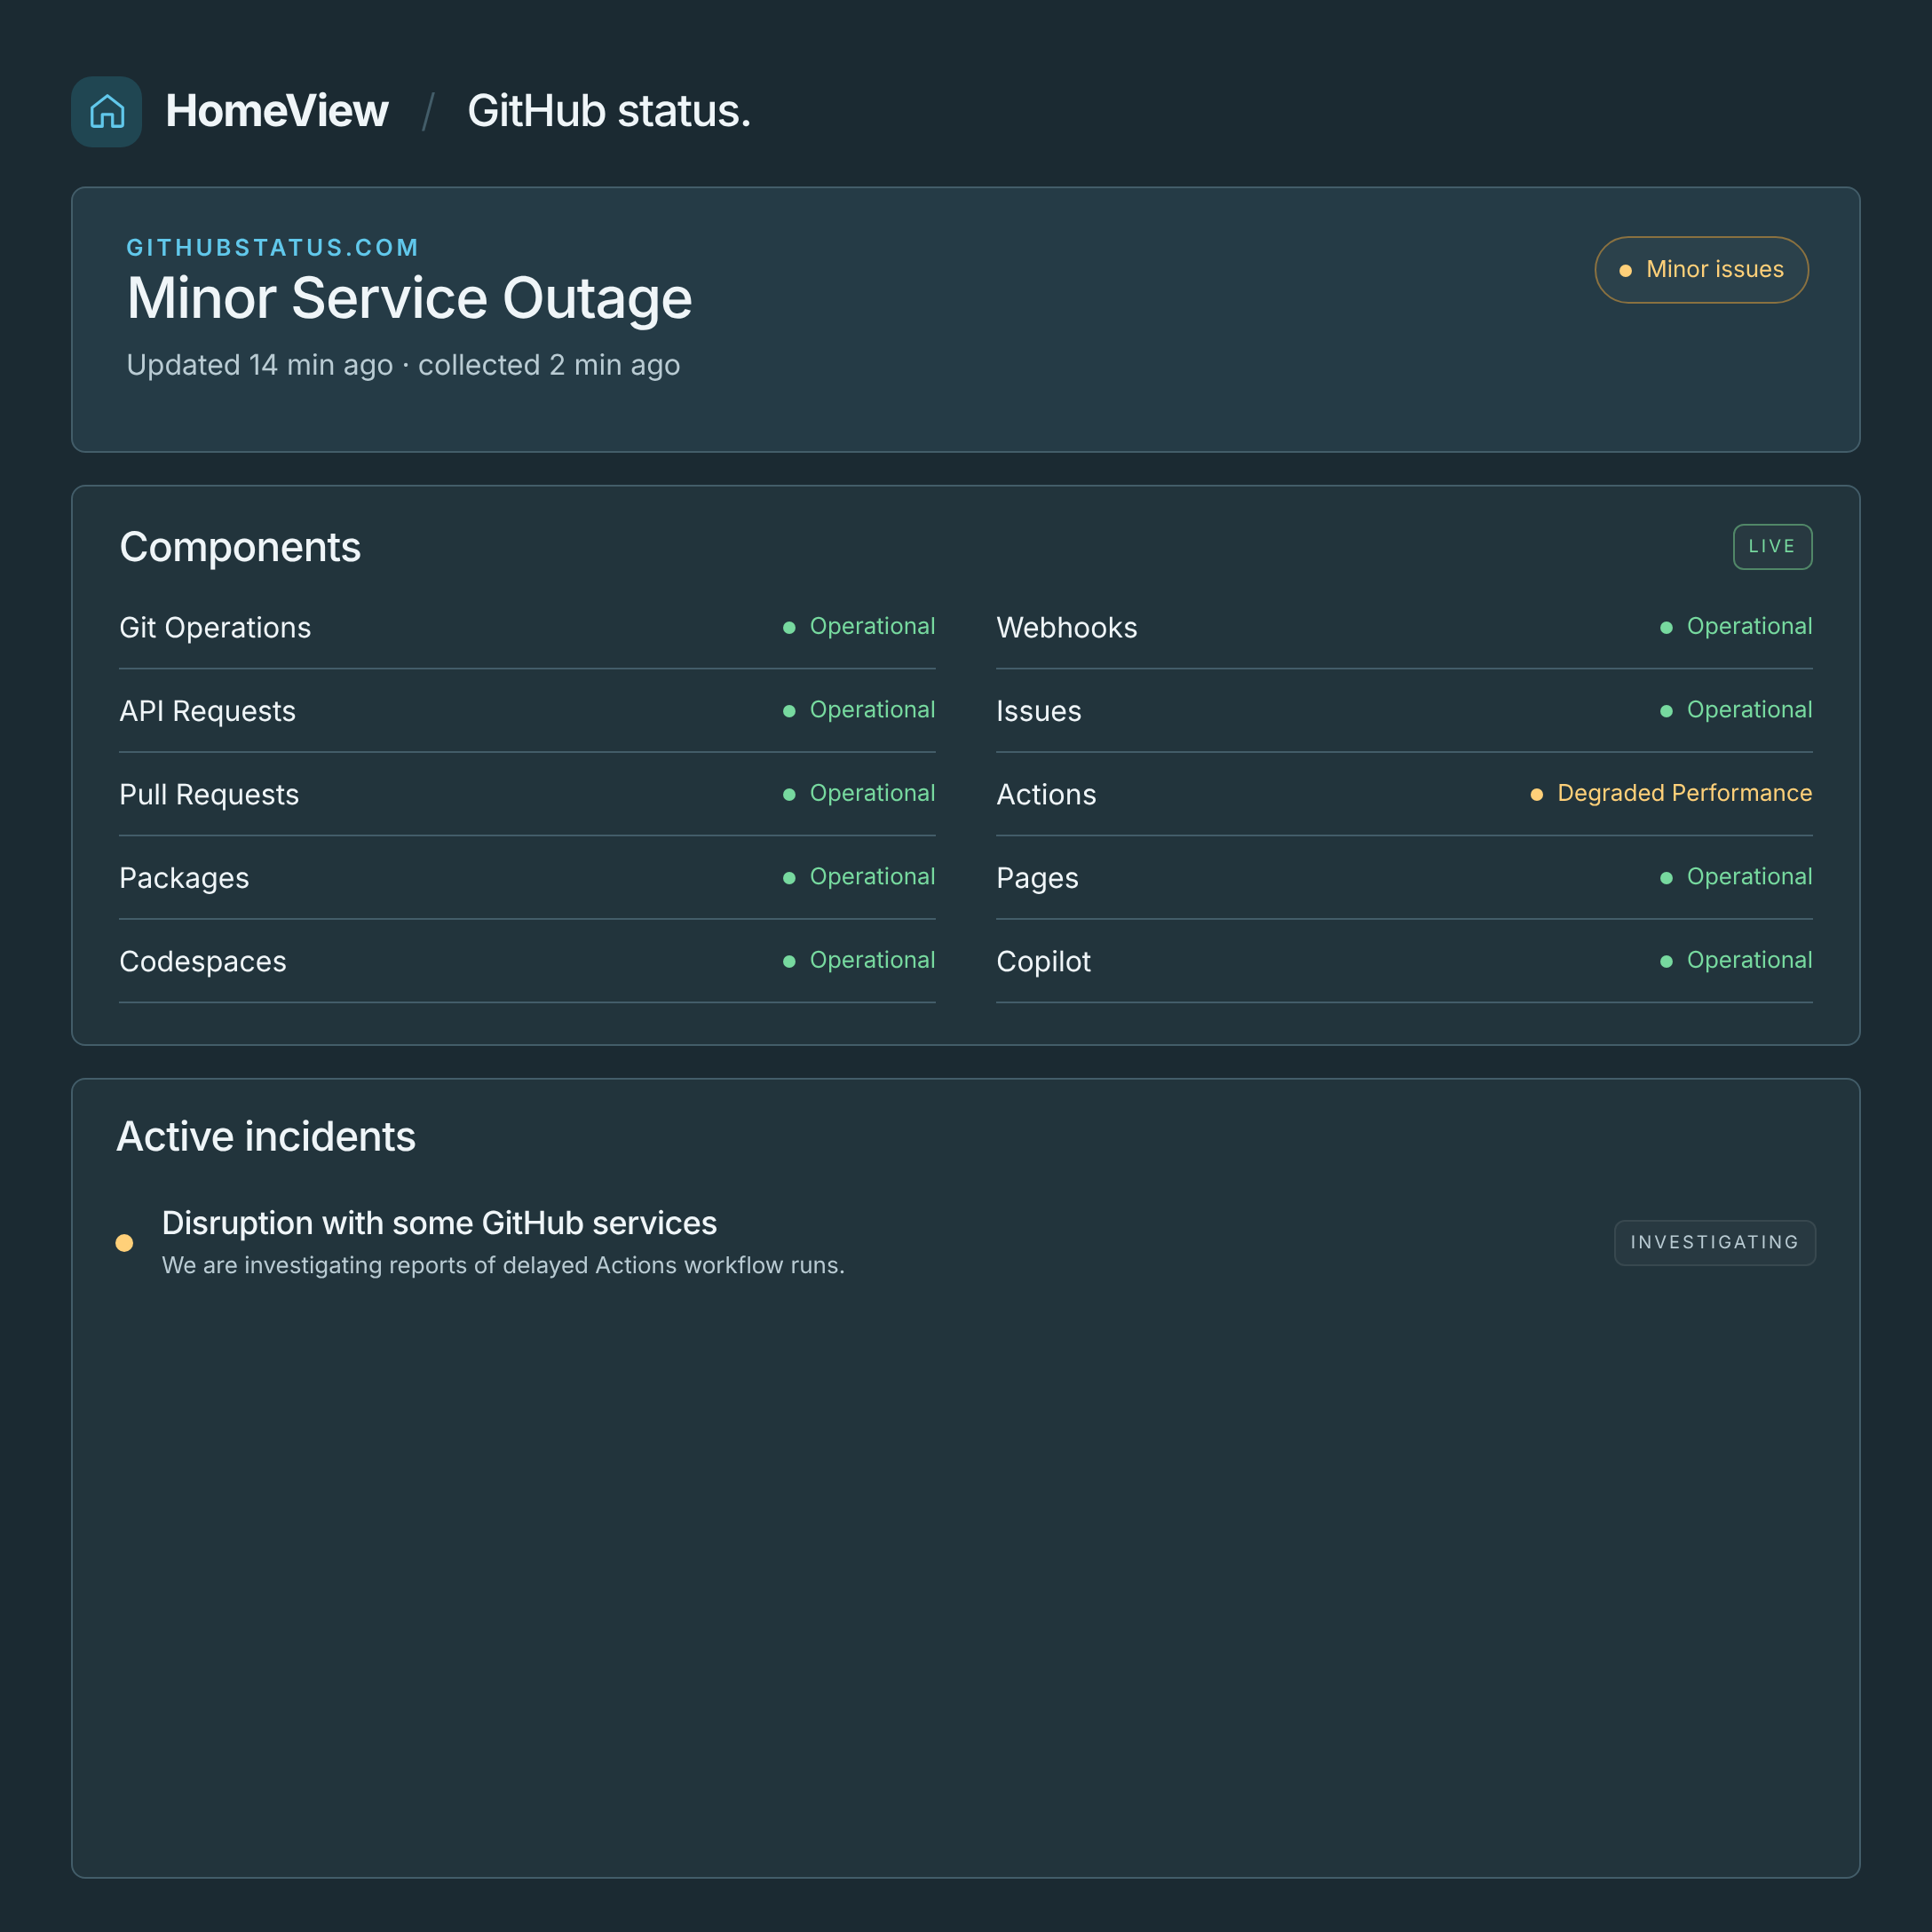 HomeView / GitHub status.
GITHUBSTATUS.COM
Minor Service Outage
Minor issues
Updated 14 min ago · collected 2 min ago
Components
LIVE
Git Operations Operational
Webhooks Operational
API Requests Operational
Issues Operational
Pull Requests Operational
Actions Degraded Performance
Packages Operational
Pages Operational
Codespaces Operational
Copilot Operational
Active incidents
Disruption with some GitHub services
We are investigating reports of delayed Actions workflow runs.
INVESTIGATING